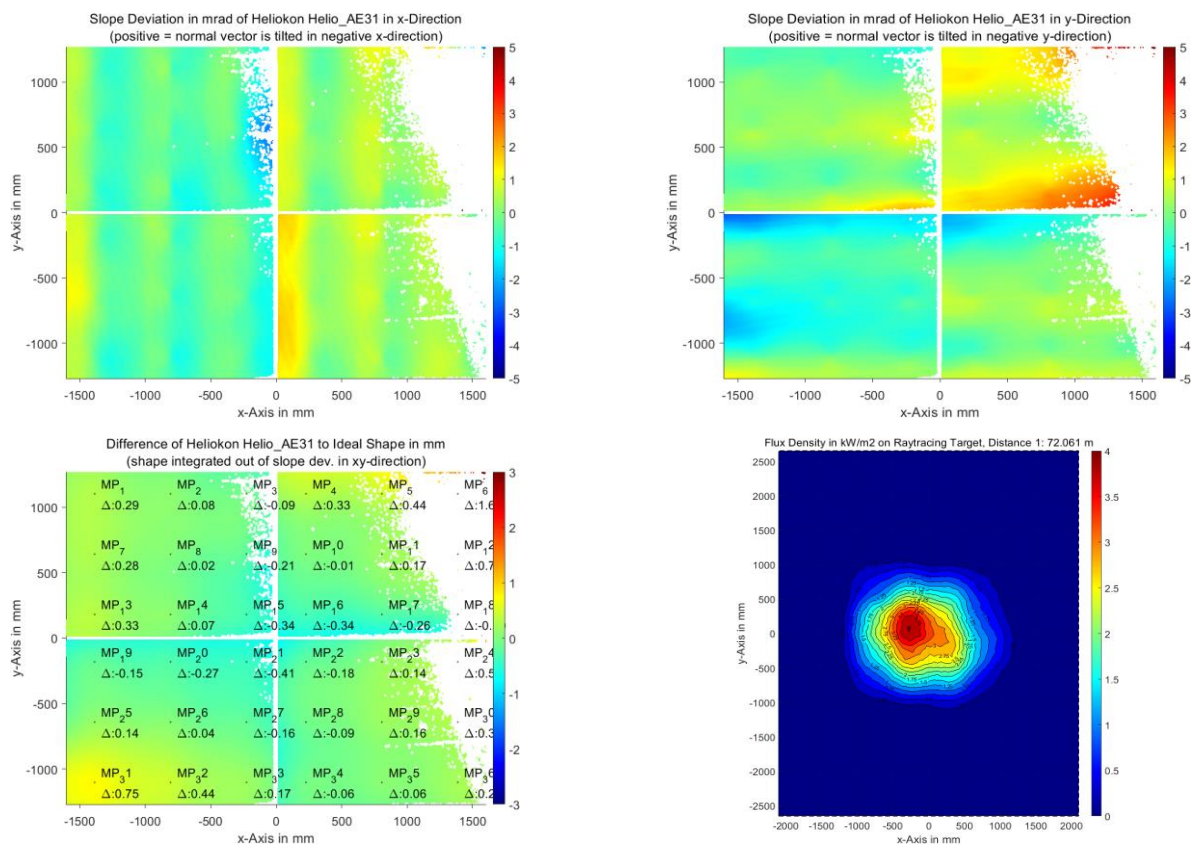 Slope Deviation in mrad of Heliokon Helio_AE31 in x-Direction
(positive = normal vector is tilted in negative x-direction)
y-Axis in mm
1000
500
0
-500
-1000
-1500 -1000 -500 0 500 1000 1500
x-Axis in mm
5
4
3
2
1
0
-1
-2
-3
-4
-5
Slope Deviation in mrad of Heliokon Helio_AE31 in y-Direction
(positive = normal vector is tilted in negative y-direction)
y-Axis in mm
1000
500
0
-500
-1000
-1500 -1000 -500 0 500 1000 1500
x-Axis in mm
5
4
3
2
1
0
-1
-2
-3
-4
-5
Difference of Heliokon Helio_AE31 to Ideal Shape in mm
(shape integrated out of slope dev. in xy-direction)
y-Axis in mm
1000
500
0
-500
-1000
MP1 MP2 MP3 MP4 MP5 MP6
Δ:0.29 Δ:0.08 Δ:-0.09 Δ:0.33 Δ:0.44 Δ:1.6
MP7 MP8 MP9 MP10 MP11 MP12
Δ:0.28 Δ:0.02 Δ:-0.21 Δ:-0.01 Δ:0.17 Δ:0.7
MP13 MP14 MP15 MP16 MP17 MP18
Δ:0.33 Δ:0.07 Δ:-0.34 Δ:-0.34 Δ:-0.26 Δ:-0.
MP19 MP20 MP21 MP22 MP23 MP24
Δ:-0.15 Δ:-0.27 Δ:-0.41 Δ:-0.18 Δ:0.14 Δ:0.5
MP25 MP26 MP27 MP28 MP29 MP30
Δ:0.14 Δ:0.04 Δ:-0.16 Δ:-0.09 Δ:0.16 Δ:0.3
MP31 MP32 MP33 MP34 MP35 MP36
Δ:0.75 Δ:0.44 Δ:0.17 Δ:-0.06 Δ:0.06 Δ:0.2
-1500 -1000 -500 0 500 1000 1500
x-Axis in mm
3
2
1
0
-1
-2
-3
Flux Density in kW/m2 on Raytracing Target, Distance 1: 72.061 m
y-Axis in mm
2500
2000
1500
1000
500
0
-500
-1000
-1500
-2000
-2500
-2000 -1500 -1000 -500 0 500 1000 1500 2000
x-Axis in mm
4
3.5
3
2.5
2
1.5
1
0.5
0